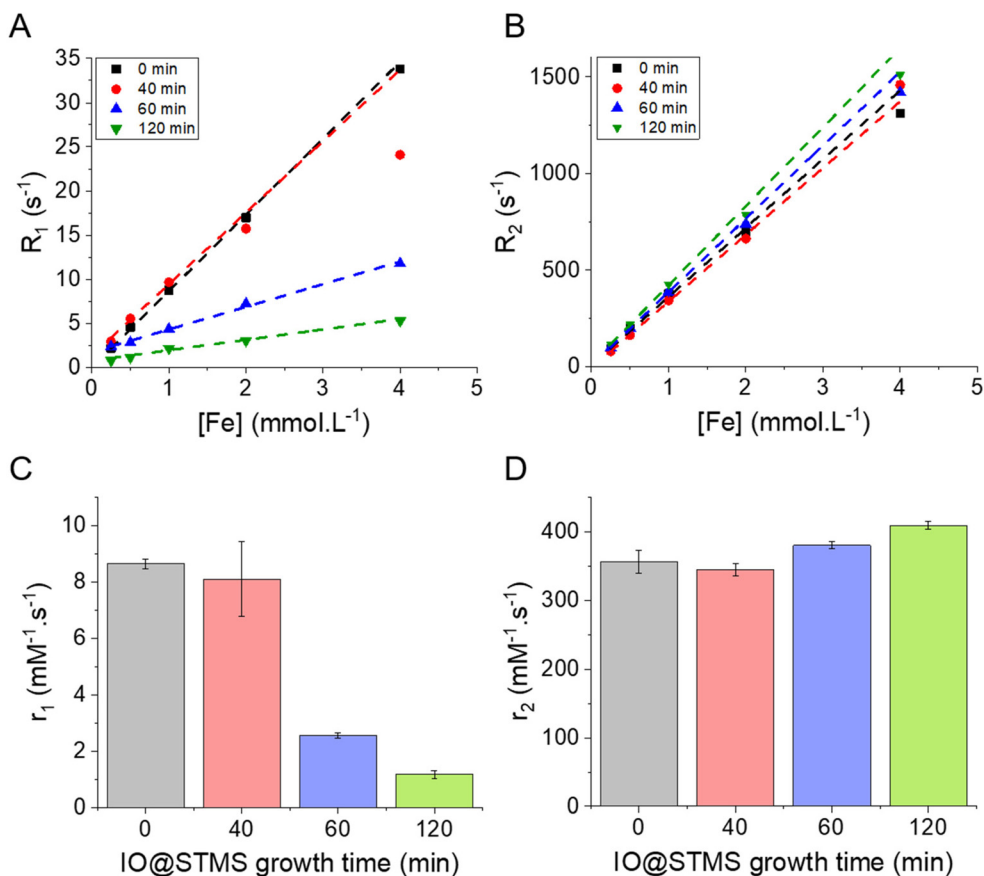 A
35
30
25
20
15
10
5
0
R₁ (s⁻¹)
0 min
40 min
60 min
120 min
0 1 2 3 4 5
[Fe] (mmol.L⁻¹)
B
1500
1000
500
0
R₂ (s⁻¹)
0 min
40 min
60 min
120 min
0 1 2 3 4 5
[Fe] (mmol.L⁻¹)
C
10
8
6
4
2
0
r₁ (mM⁻¹.s⁻¹)
0 40 60 120
IO@STMS growth time (min)
D
400
300
200
100
0
r₂ (mM⁻¹.s⁻¹)
0 40 60 120
IO@STMS growth time (min)